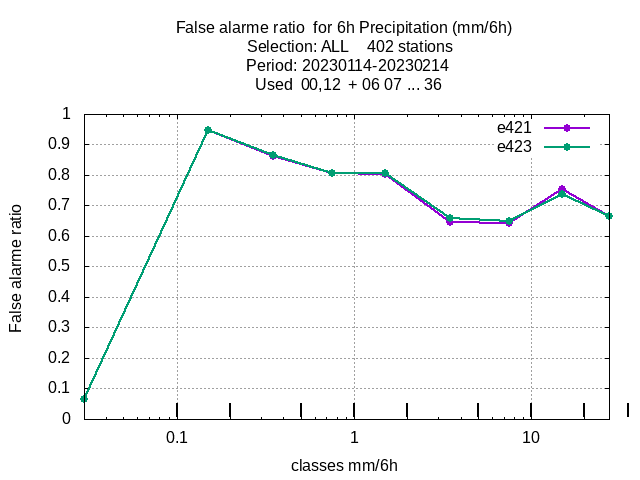 False alarme ratio  for 6h Precipitation (mm/6h)
Selection: ALL    402 stations
Period: 20230114-20230214
Used  00,12  + 06 07 ... 36
e421
e423
1
0.9
0.8
0.7
0.6
0.5
0.4
0.3
0.2
0.1
0
False alarme ratio
0.1
1
10
classes mm/6h